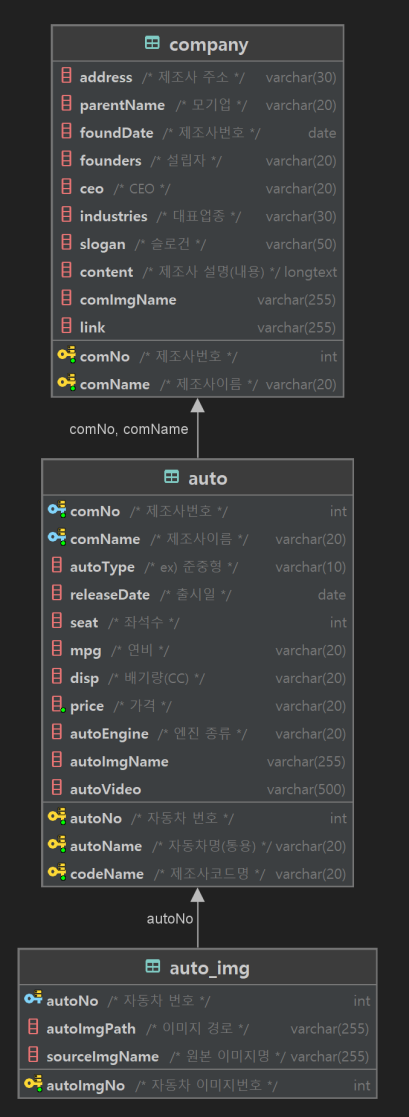 company
address /* 제조사 주소 */ varchar(30)
parentName /* 모기업 */ varchar(20)
foundDate /* 제조사번호 */ date
founders /* 설립자 */ varchar(20)
ceo /* CEO */ varchar(20)
industries /* 대표업종 */ varchar(30)
slogan /* 슬로건 */ varchar(50)
content /* 제조사 설명(내용) */ longtext
comImgName varchar(255)
link varchar(255)
comNo /* 제조사번호 */ int
comName /* 제조사이름 */ varchar(20)
comNo, comName
auto
comNo /* 제조사번호 */ int
comName /* 제조사이름 */ varchar(20)
autoType /* ex) 준중형 */ varchar(10)
releaseDate /* 출시일 */ date
seat /* 좌석수 */ int
mpg /* 연비 */ varchar(20)
disp /* 배기량(CC) */ varchar(20)
price /* 가격 */ varchar(20)
autoEngine /* 엔진 종류 */ varchar(20)
autoImgName varchar(255)
autoVideo varchar(500)
autoNo /* 자동차 번호 */ int
autoName /* 자동차명(통용) */ varchar(20)
codeName /* 제조사코드명 */ varchar(20)
autoNo
auto_img
autoNo /* 자동차 번호 */ int
autoImgPath /* 이미지 경로 */ varchar(255)
sourceImgName /* 원본 이미지명 */ varchar(255)
autoImgNo /* 자동차 이미지번호 */ int